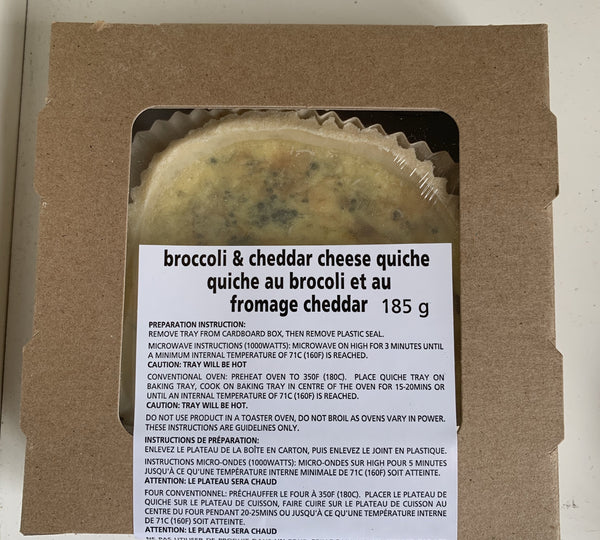 broccoli & cheddar cheese quiche
quiche au brocoli et au
fromage cheddar 185 g
PREPARATION INSTRUCTION:
REMOVE TRAY FROM CARDBOARD BOX, THEN REMOVE PLASTIC SEAL.
MICROWAVE INSTRUCTIONS (1000WATTS): MICROWAVE ON HIGH FOR 3 MINUTES UNTIL
A MINIMUM INTERNAL TEMPERATURE OF 71C (160F) IS REACHED.
CAUTION: TRAY WILL BE HOT
CONVENTIONAL OVEN: PREHEAT OVEN TO 350F (180C). PLACE QUICHE TRAY ON
BAKING TRAY, COOK ON BAKING TRAY IN CENTRE OF THE OVEN FOR 15-20MINS OR
UNTIL AN INTERNAL TEMPERATURE OF 71C (160F) IS REACHED.
CAUTION: TRAY WILL BE HOT.
DO NOT USE PRODUCT IN A TOASTER OVEN, DO NOT BROIL AS OVENS VARY IN POWER.
THESE INSTRUCTIONS ARE GUIDELINES ONLY.
INSTRUCTIONS DE PRÉPARATION:
ENLEVEZ LE PLATEAU DE LA BOÎTE EN CARTON, PUIS ENLEVEZ LE JOINT EN PLASTIQUE.
INSTRUCTIONS MICRO-ONDES (1000WATTS): MICRO-ONDES SUR HIGH POUR 5 MINUTES
JUSQU'À CE QU'UNE TEMPÉRATURE INTERNE MINIMALE DE 71C (160F) SOIT ATTEINTE.
ATTENTION: LE PLATEAU SERA CHAUD
FOUR CONVENTIONNEL: PRÉCHAUFFER LE FOUR À 350F (180C). PLACER LE PLATEAU DE
QUICHE SUR LE PLATEAU DE CUISSON, FAIRE CUIRE SUR LE PLATEAU DE CUISSON AU
CENTRE DU FOUR PENDANT 20-25MINS OU JUSQU'À CE QU'UNE TEMPÉRATURE INTERNE
DE 71C (160F) SOIT ATTEINTE.
ATTENTION: LE PLATEAU SERA CHAUD